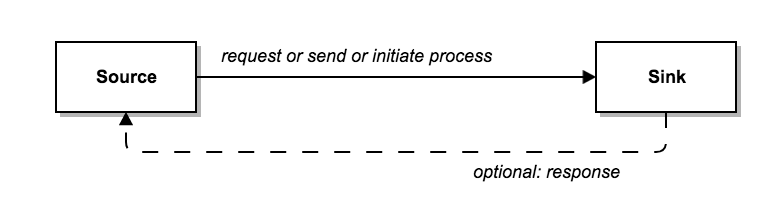 request or send or initiate process
Source
Sink
optional: response